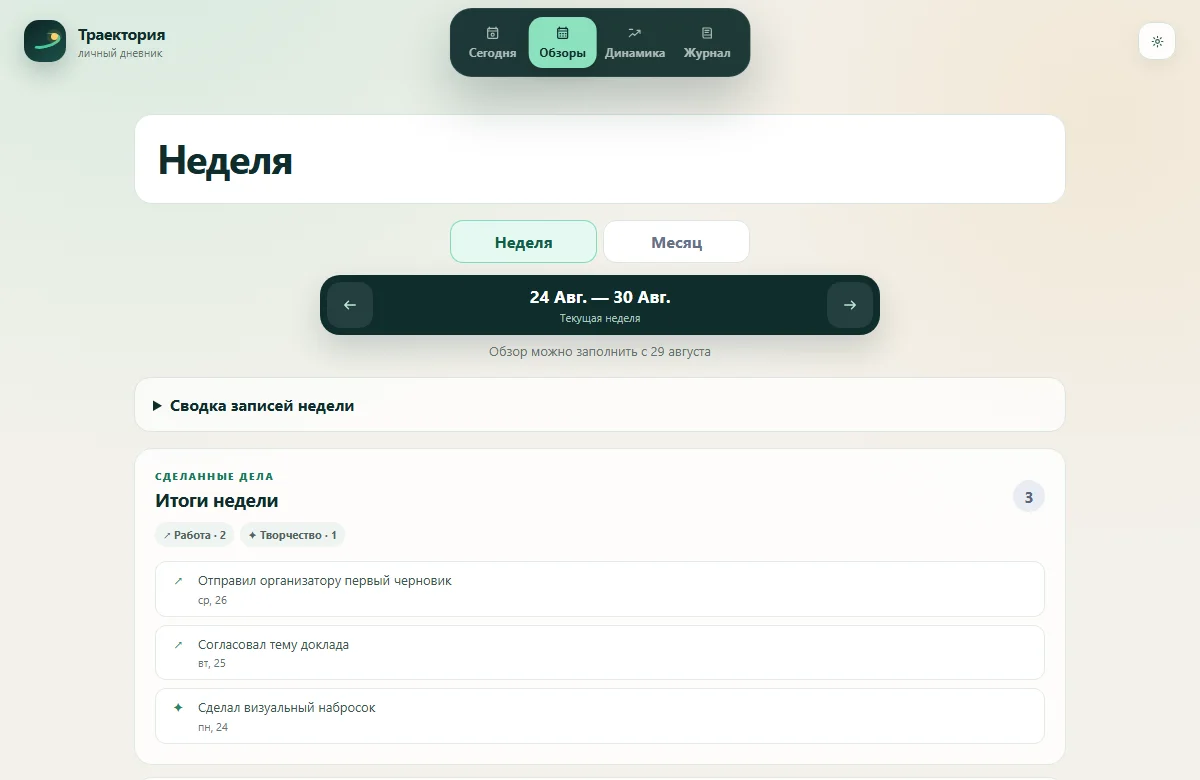 Траектория
личный дневник
Сегодня
Обзоры
Динамика
Журнал
Неделя
Неделя
Месяц
24 Авг. — 30 Авг.
Текущая неделя
Обзор можно заполнить с 29 августа
Сводка записей недели
СДЕЛАННЫЕ ДЕЛА
Итоги недели
3
Работа · 2
Творчество · 1
Отправил организатору первый черновик
ср, 26
Согласовал тему доклада
вт, 25
Сделал визуальный набросок
пн, 24